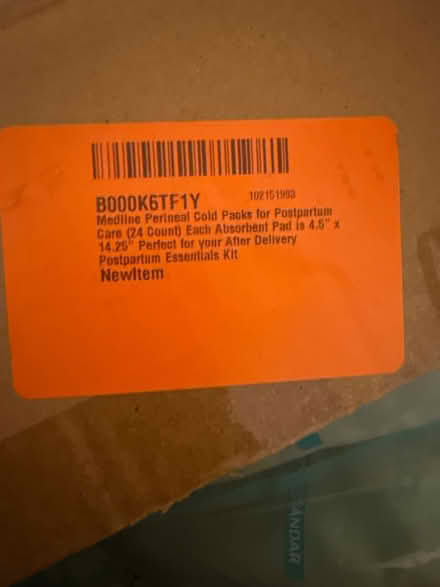 B000K6TF1Y
102151993
Medline Perineal Cold Packs for Postpartum
Care (24 Count) Each Absorbent Pad is 4.5" x
14.25" Perfect for your After Delivery
Postpartum Essentials Kit
NewItem